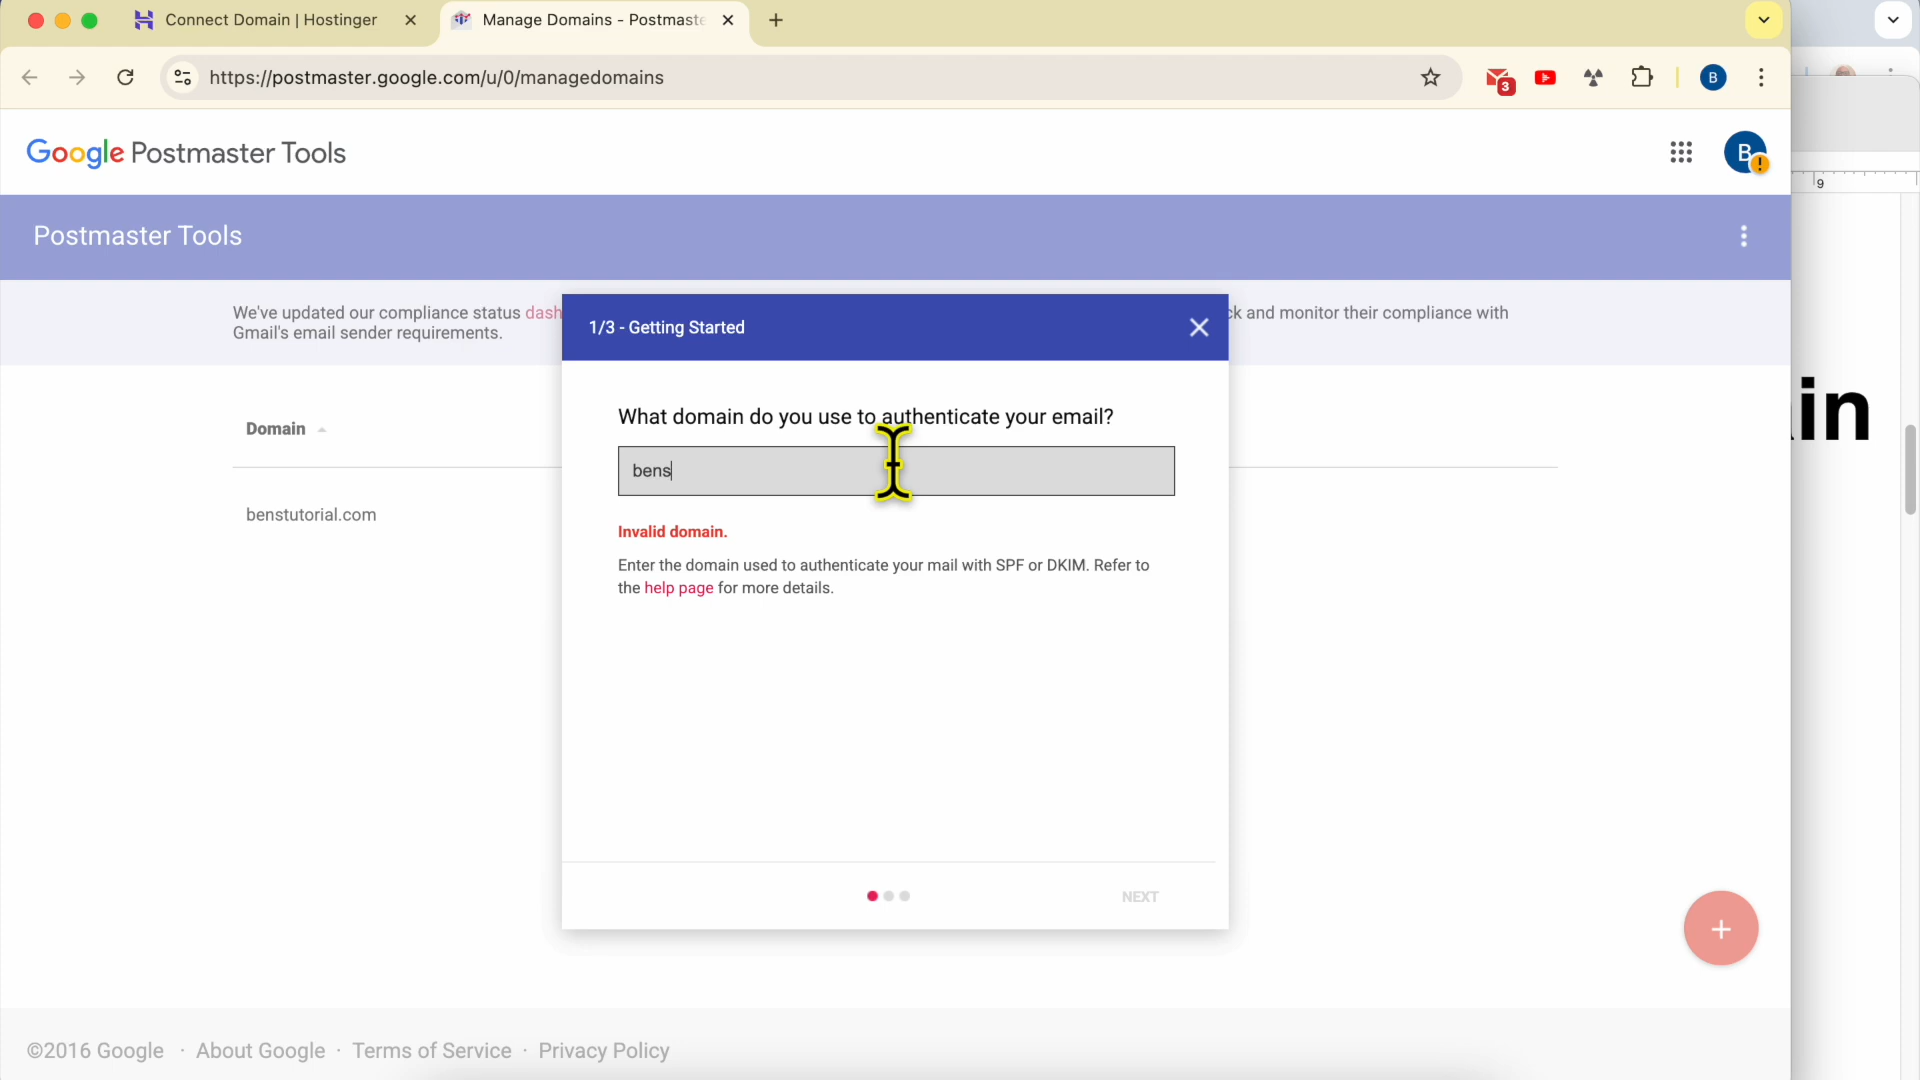 Connect Domain | Hostinger
Manage Domains - Postmaste
https://postmaster.google.com/u/0/managedomains
3
B
Google Postmaster Tools
B
9
Postmaster Tools
We've updated our compliance status dash
ck and monitor their compliance with
Gmail's email sender requirements.
1/3 - Getting Started
Domain
in
What domain do you use to authenticate your email?
bens
benstutorial.com
Invalid domain.
Enter the domain used to authenticate your mail with SPF or DKIM. Refer to
the help page for more details.
NEXT
©2016 Google · About Google · Terms of Service · Privacy Policy